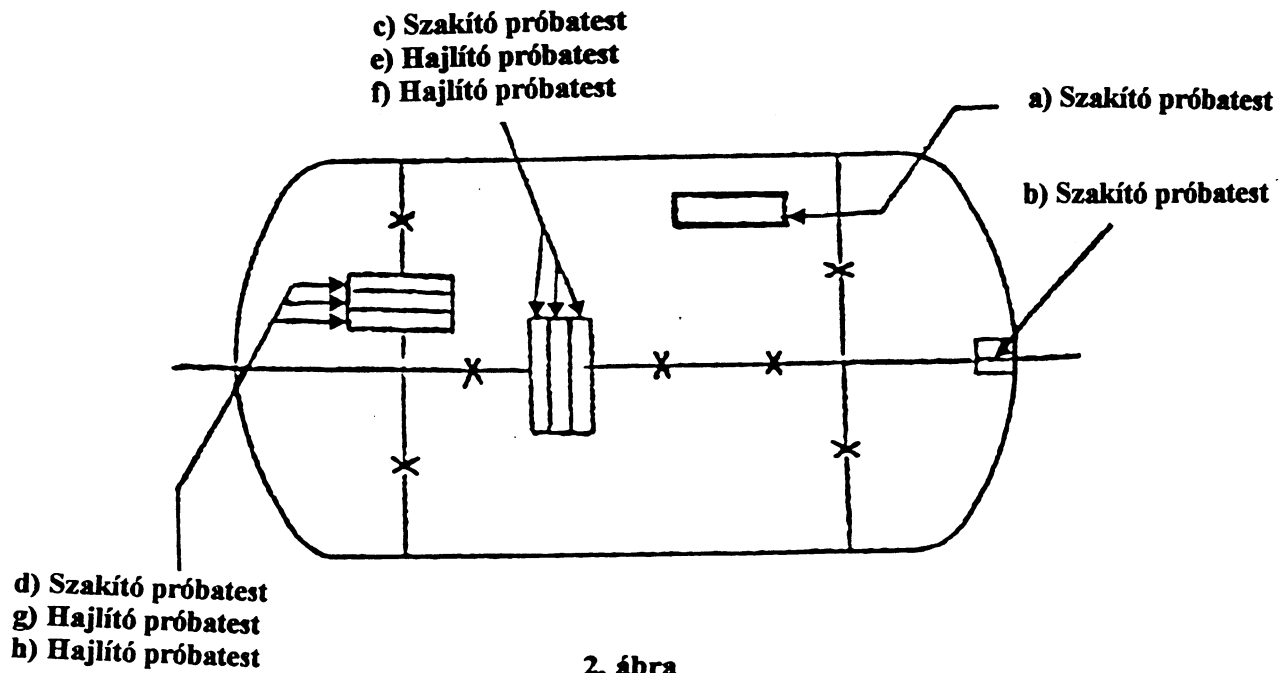 c) Szakító próbatest
e) Hajlító próbatest
f) Hajlító próbatest
a) Szakító próbatest
b) Szakító próbatest
d) Szakító próbatest
g) Hajlító próbatest
h) Hajlító próbatest
2. ábra